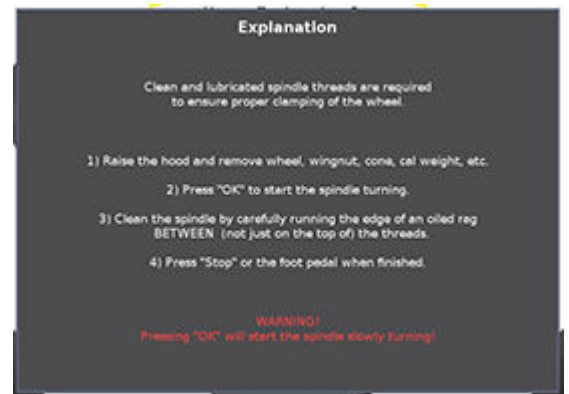 Explanation
Clean and lubricated spindle threads are required
to ensure proper clamping of the wheel.
1) Raise the hood and remove wheel, wingnut, cone, cal weight, etc.
2) Press "OK" to start the spindle turning.
3) Clean the spindle by carefully running the edge of an oiled rag
BETWEEN (not just on the top of) the threads.
4) Press "Stop" or the foot pedal when finished.
WARNING!
Pressing "OK" will start the spindle slowly turning!